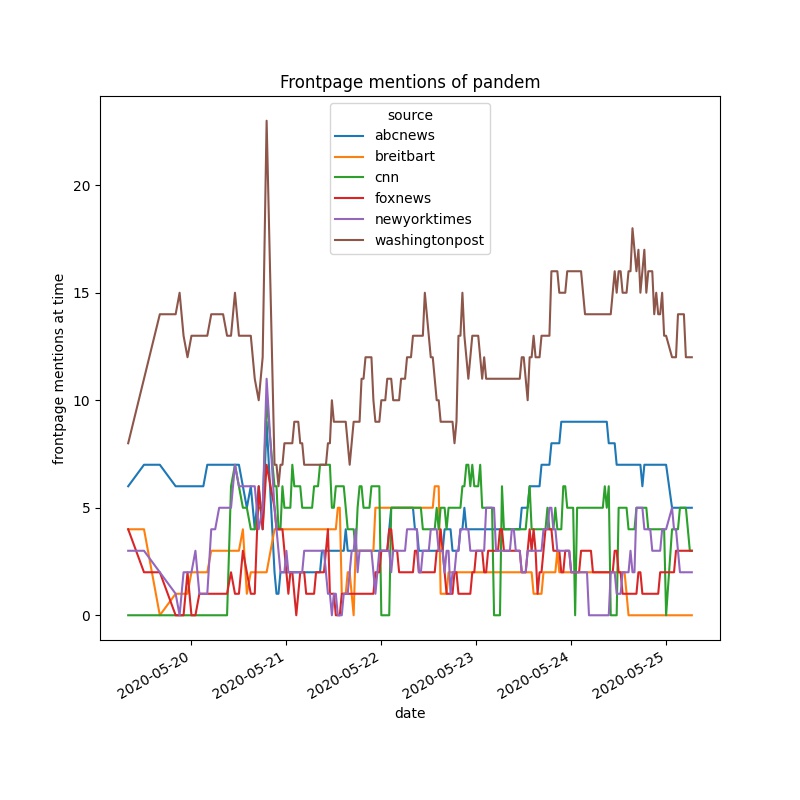 Frontpage mentions of pandem
source
abcnews
breitbart
cnn
foxnews
newyorktimes
washingtonpost
frontpage mentions at time
20
15
10
5
0
2020-05-20
2020-05-21
2020-05-22
2020-05-23
2020-05-24
2020-05-25
date